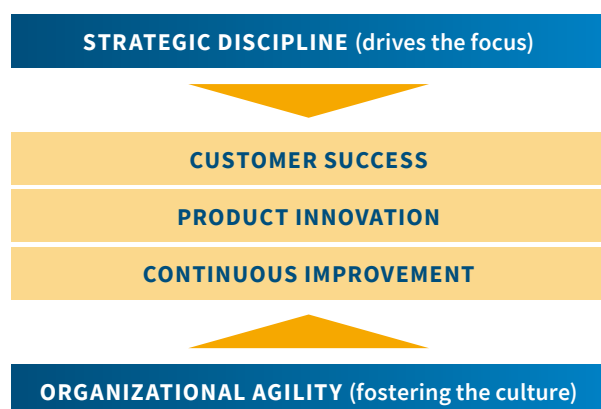 STRATEGIC DISCIPLINE (drives the focus)
CUSTOMER SUCCESS
PRODUCT INNOVATION
CONTINUOUS IMPROVEMENT
ORGANIZATIONAL AGILITY (fostering the culture)